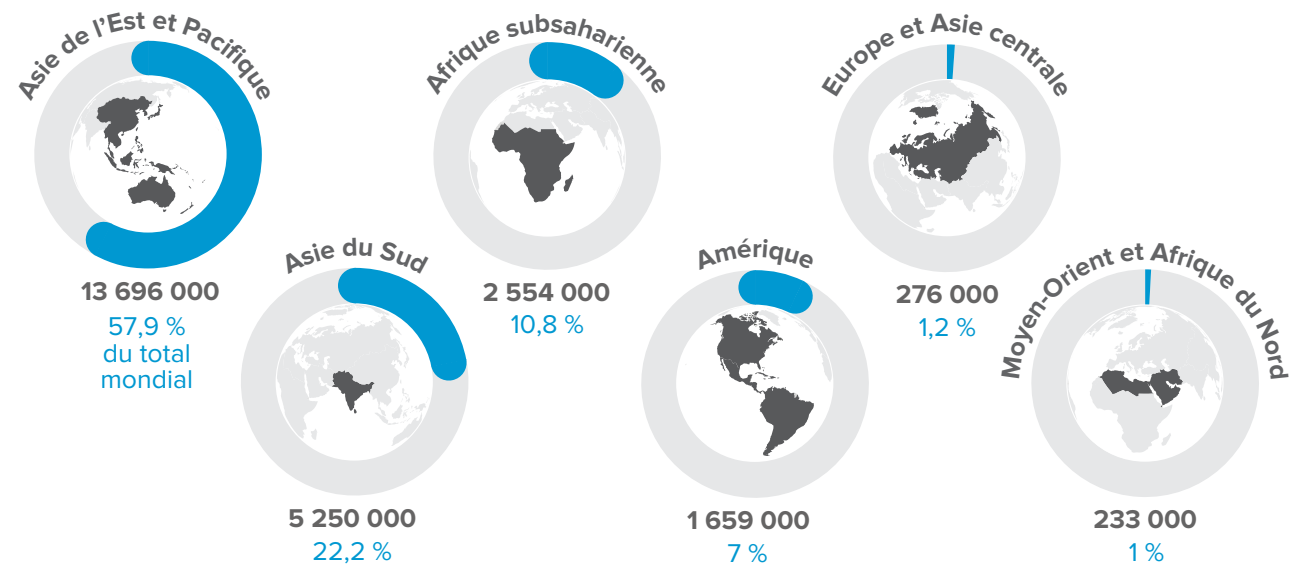 Asie de l'Est et Pacifique
13 696 000
57,9 %
du total
mondial
Asie du Sud
5 250 000
22,2 %
Afrique subsaharienne
2 554 000
10,8 %
Amérique
1 659 000
7 %
Europe et Asie centrale
276 000
1,2 %
Moyen-Orient et Afrique du Nord
233 000
1 %